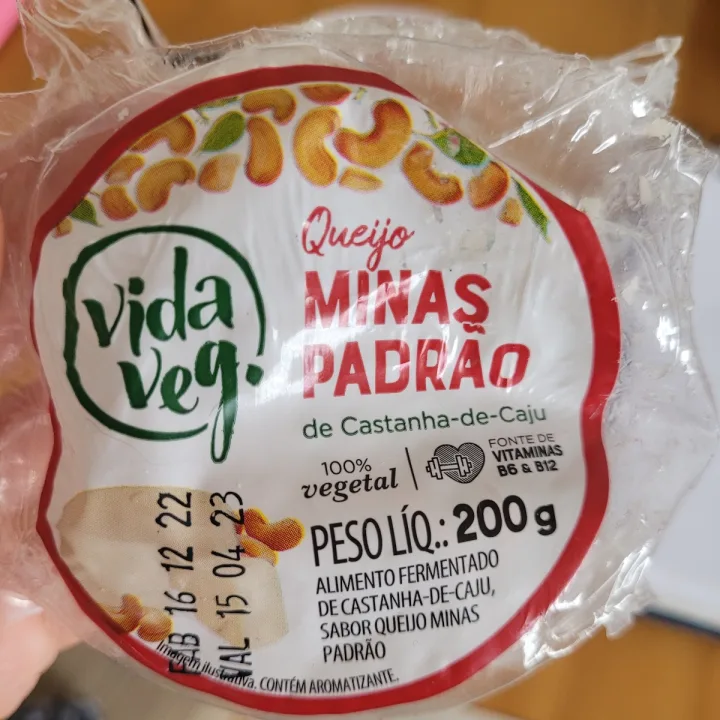 vida
veg.
Queijo
MINAS
PADRÃO
de Castanha-de-Caju
100%
vegetal
FONTE DE
VITAMINAS
B6 & B12
PESO LÍQ.: 200g
ALIMENTO FERMENTADO
DE CASTANHA-DE-CAJU,
SABOR QUEIJO MINAS
PADRÃO
FAB 16 12 22
VAL 15 04 23
Imagem ilustrativa. CONTÉM AROMATIZANTE.